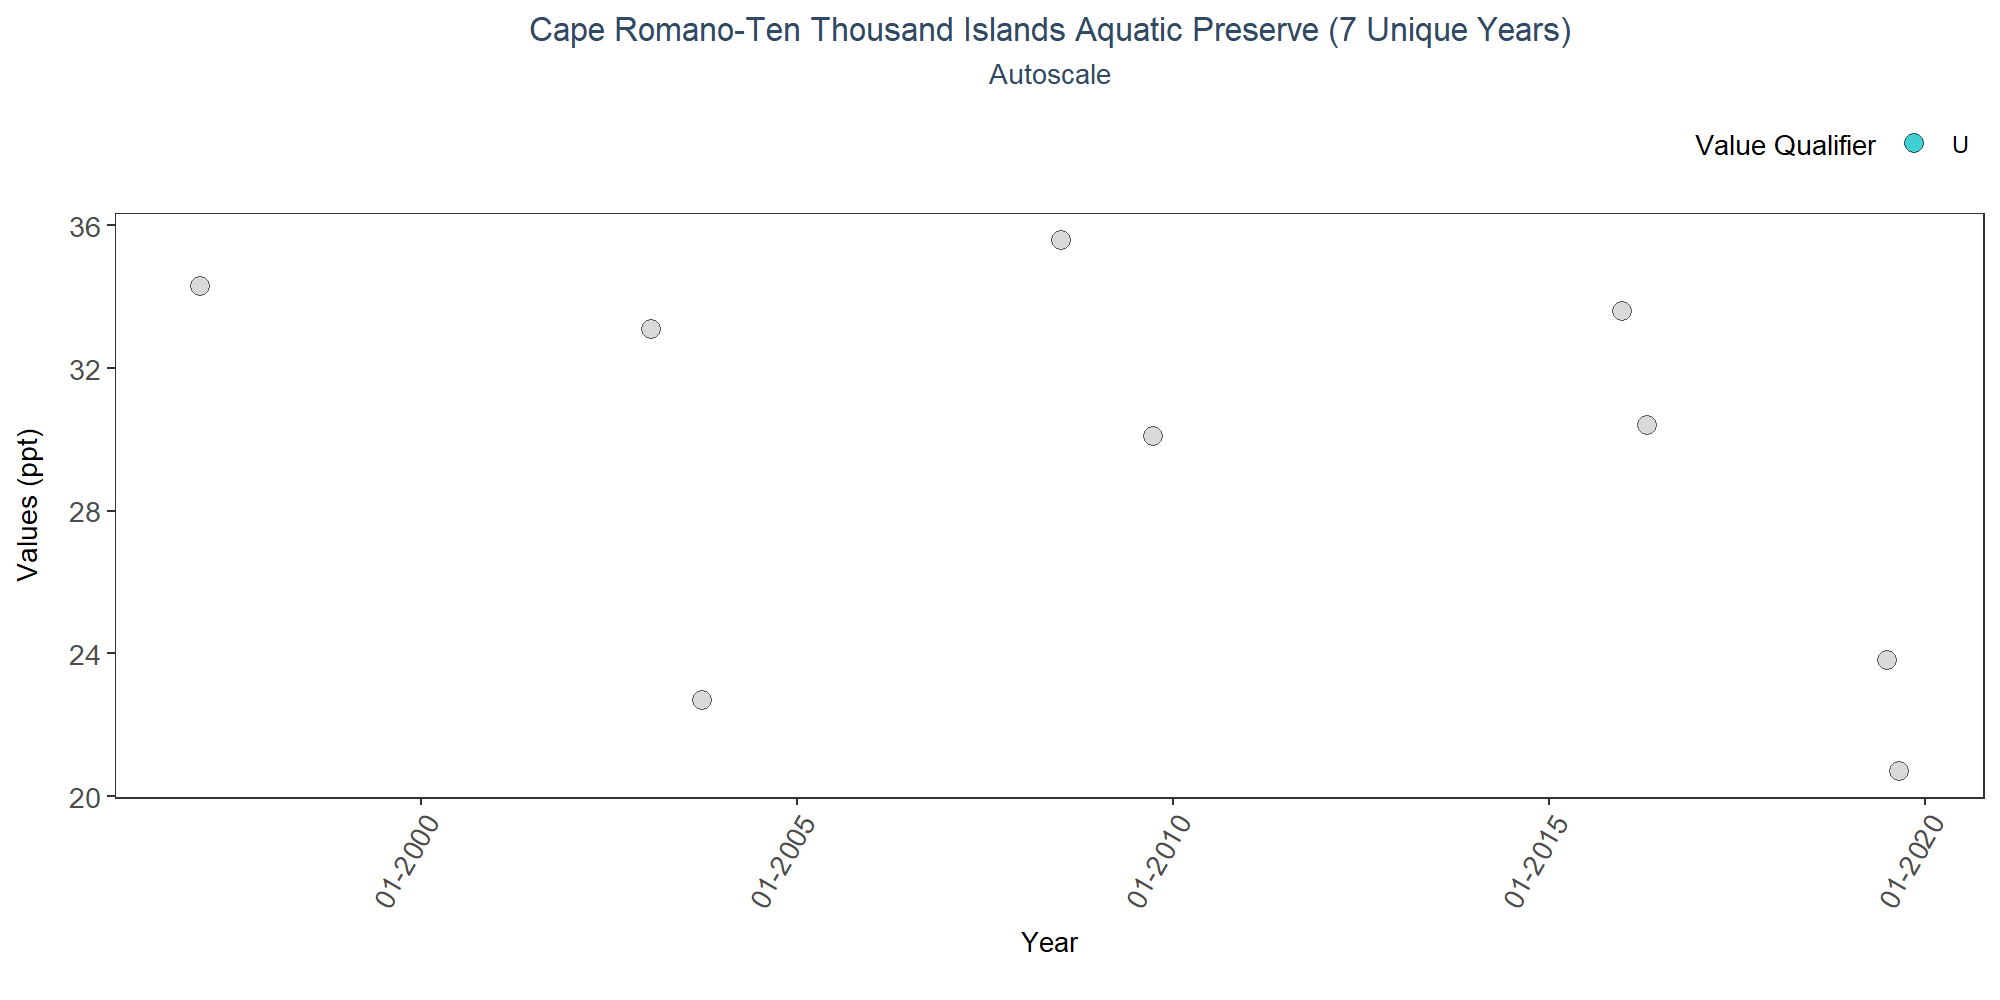 Cape Romano-Ten Thousand Islands Aquatic Preserve (7 Unique Years)
Autoscale
Value Qualifier U
36
32
28
24
20
Values (ppt)
01-2000
01-2005
01-2010
01-2015
01-2020
Year